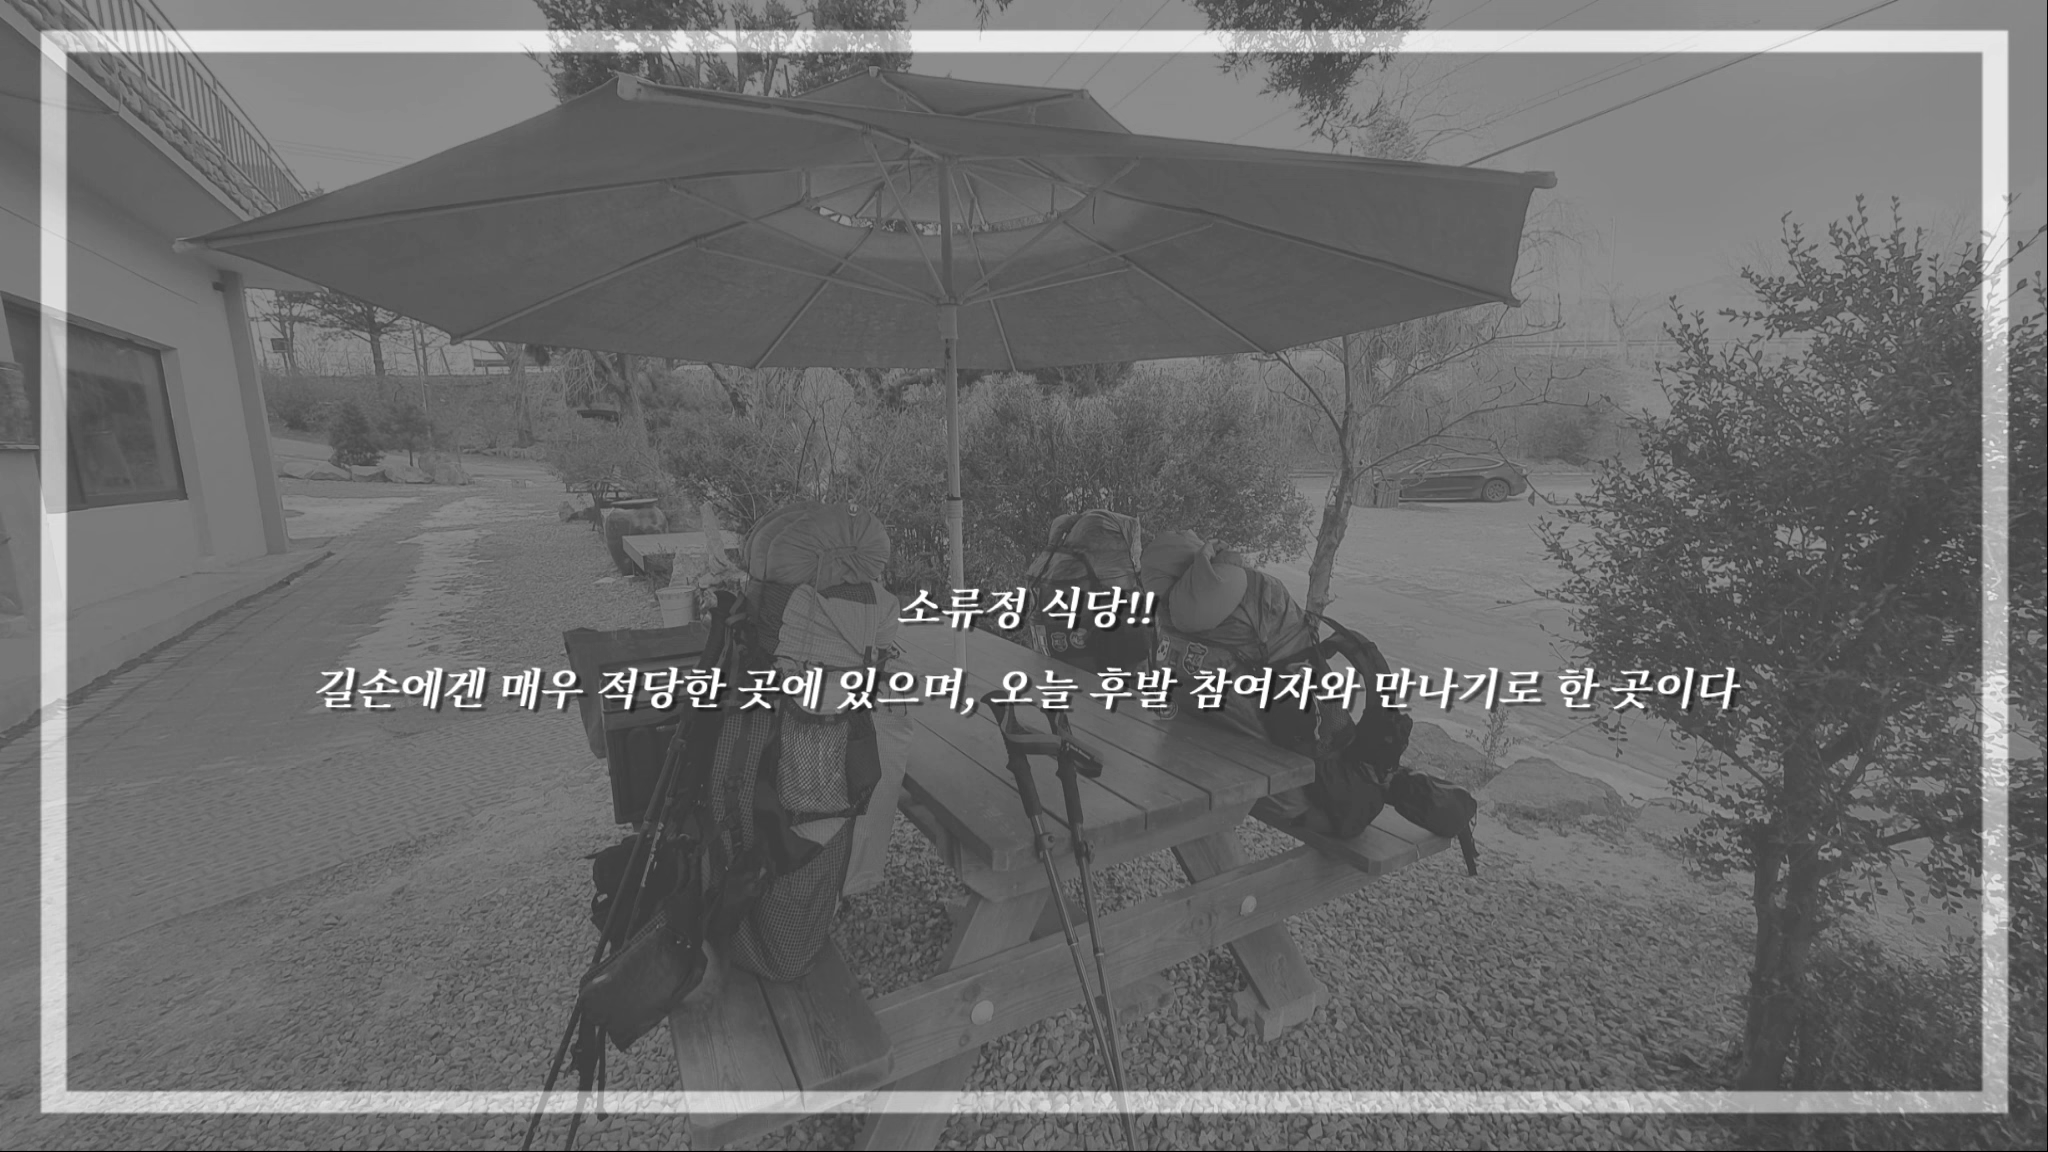 소류정 식당!!
길손에겐 매우 적당한 곳에 있으며, 오늘 후발 참여자와 만나기로 한 곳이다